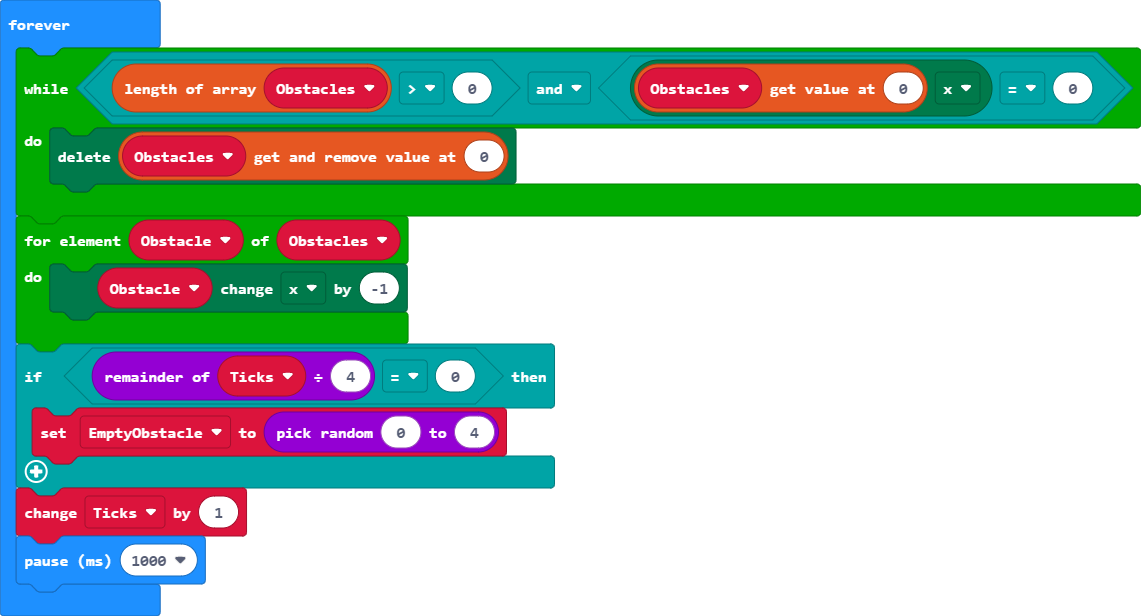 forever
while length of array Obstacles > 0 and Obstacles get value at 0 x = 0
do
delete Obstacles get and remove value at 0
for element Obstacle of Obstacles
do
Obstacle change x by -1
if remainder of Ticks ÷ 4 = 0 then
set EmptyObstacle to pick random 0 to 4
change Ticks by 1
pause (ms) 1000